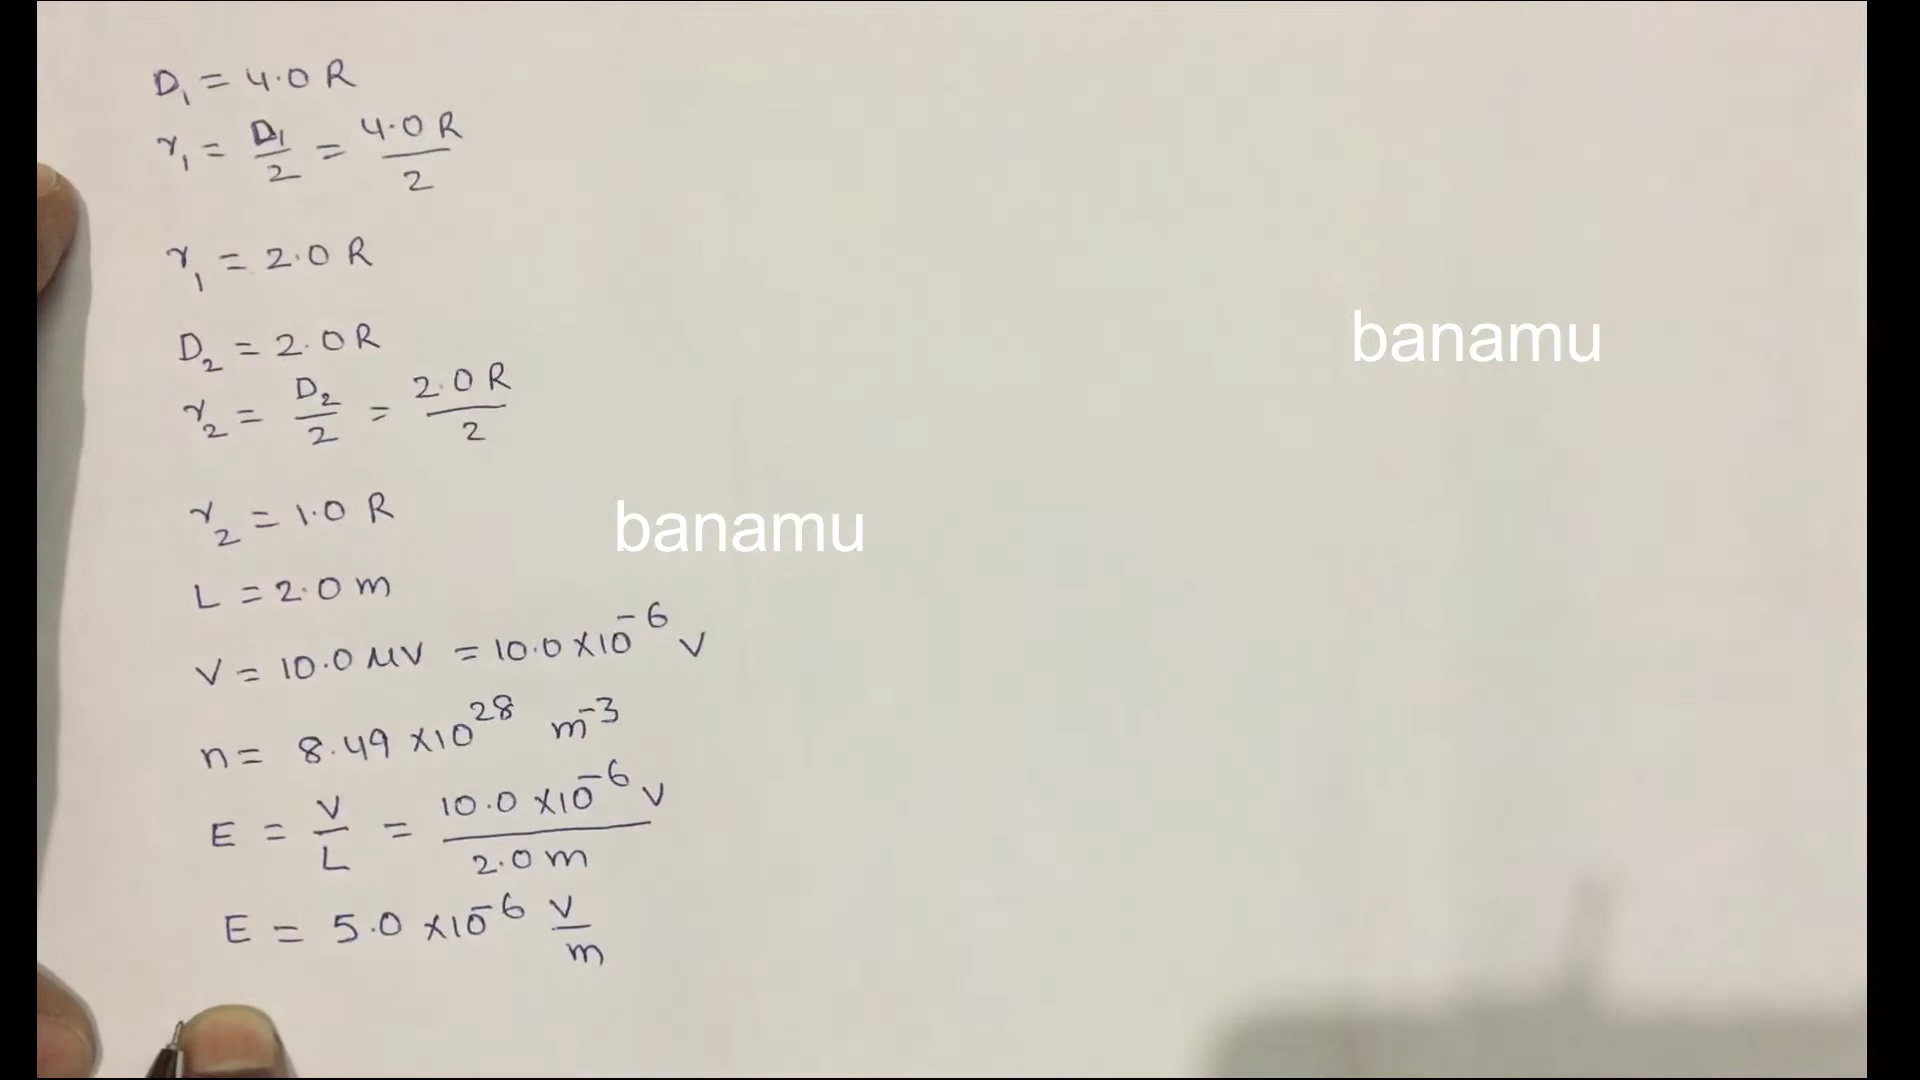 D₁ = 4.0 R
r₁ = D₁/2 = 4.0 R/2
r₁ = 2.0 R
D₂ = 2.0 R
r₂ = D₂/2 = 2.0 R/2
r₂ = 1.0 R
L = 2.0 m
V = 10.0 μV = 10.0 × 10⁻⁶ V
n = 8.49 × 10²⁸ m⁻³
E = V/L = 10.0 × 10⁻⁶ V/2.0 m
E = 5.0 × 10⁻⁶ V/m
banamu
banamu